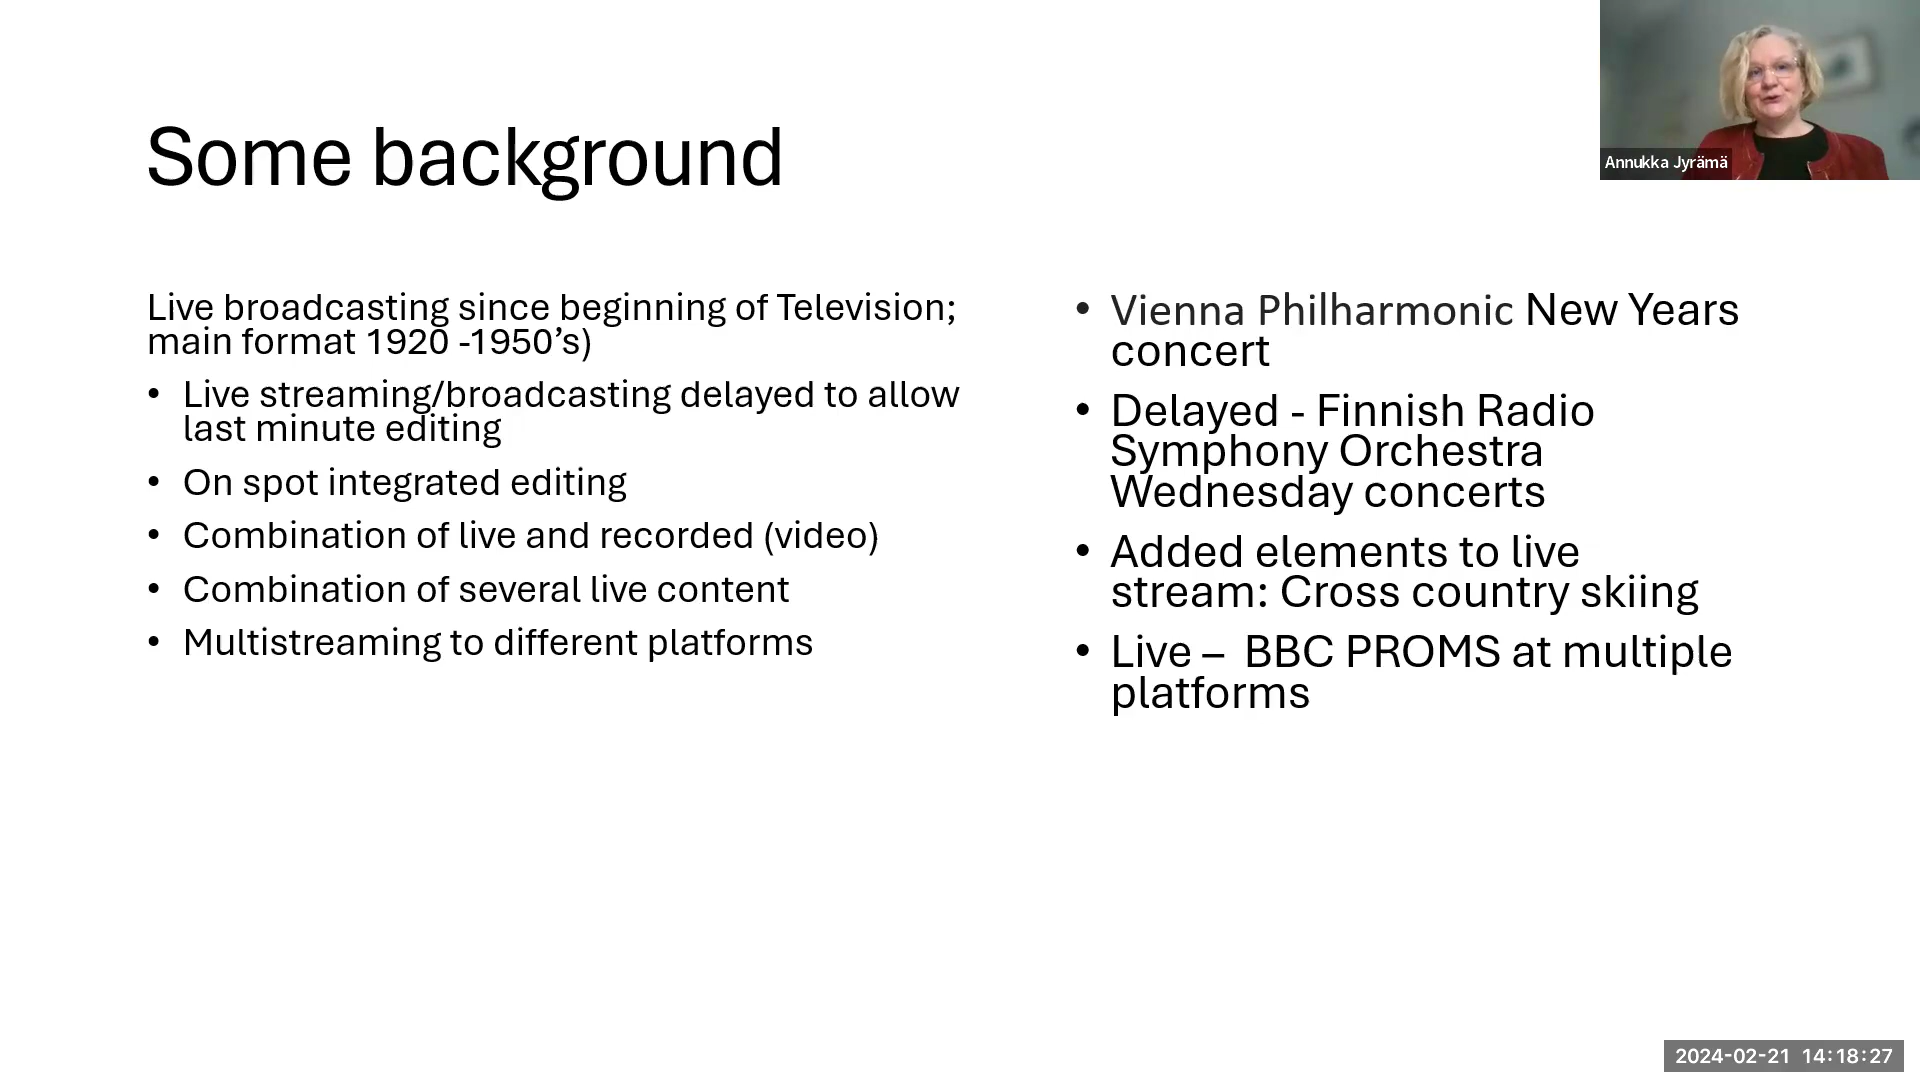 Some background
Annukka Jyrämä
Live broadcasting since beginning of Television;
main format 1920 -1950’s)
• Live streaming/broadcasting delayed to allow
last minute editing
• On spot integrated editing
• Combination of live and recorded (video)
• Combination of several live content
• Multistreaming to different platforms
• Vienna Philharmonic New Years
concert
• Delayed - Finnish Radio
Symphony Orchestra
Wednesday concerts
• Added elements to live
stream: Cross country skiing
• Live –  BBC PROMS at multiple
platforms
2024-02-21 14:18:27